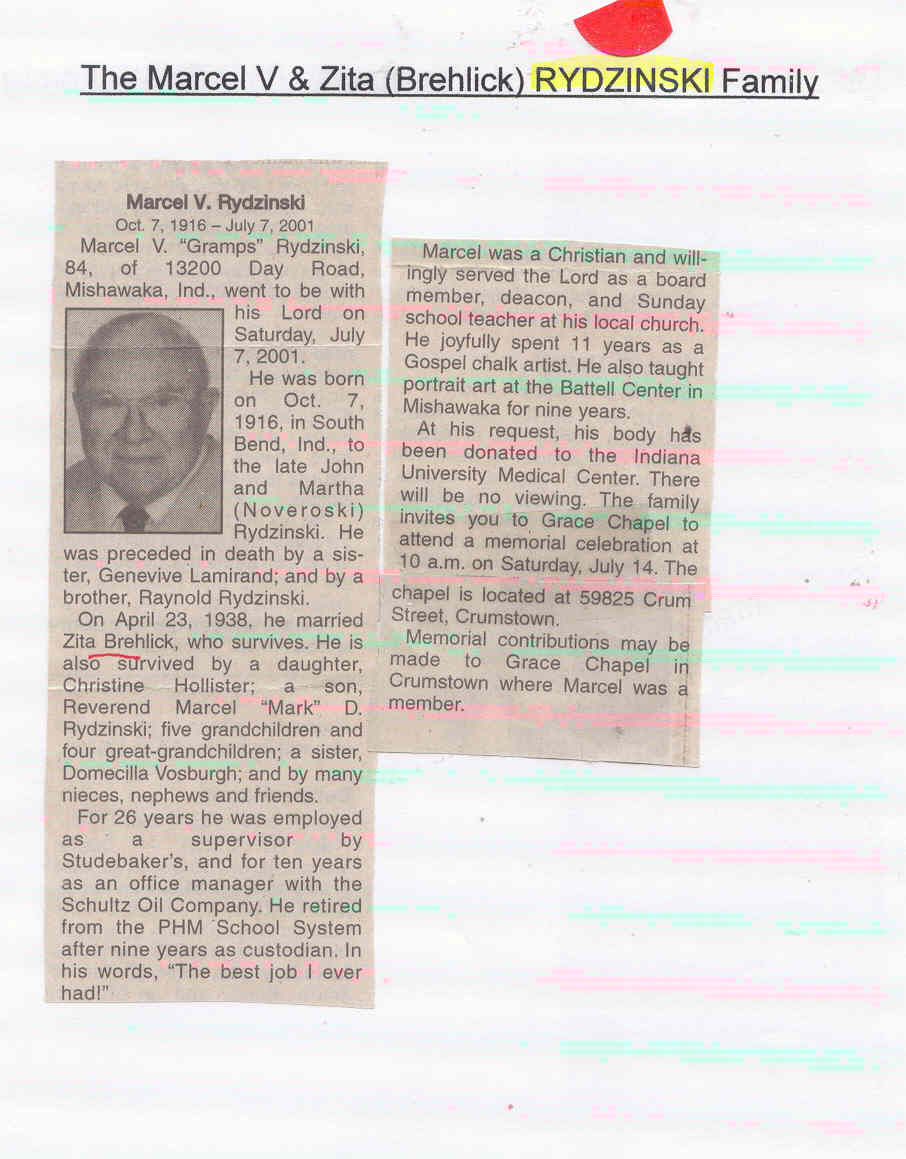 The Marcel V & Zita (Brehlick) RYDZINSKI Family
Marcel V. Rydzinski
Oct. 7, 1916 – July 7, 2001
Marcel V. “Gramps” Rydzinski,
84, of 13200 Day Road,
Mishawaka, Ind., went to be with
his Lord on
Saturday, July
7, 2001.
He was born
on Oct. 7,
1916, in South
Bend, Ind., to
the late John
and Martha
(Noveroski)
Rydzinski. He
was preceded in death by a sis-
ter, Genevive Lamirand; and by a
brother, Raynold Rydzinski.
On April 23, 1938, he married
Zita Brehlick, who survives. He is
also survived by a daughter,
Christine Hollister; a son,
Reverend Marcel “Mark” D.
Rydzinski; five grandchildren and
four great-grandchildren; a sister,
Domecilla Vosburgh; and by many
nieces, nephews and friends.
For 26 years he was employed
as a supervisor by
Studebaker’s, and for ten years
as an office manager with the
Schultz Oil Company. He retired
from the PHM School System
after nine years as custodian. In
his words, “The best job I ever
had!”
Marcel was a Christian and will-
ingly served the Lord as a board
member, deacon, and Sunday
school teacher at his local church.
He joyfully spent 11 years as a
Gospel chalk artist. He also taught
portrait art at the Battell Center in
Mishawaka for nine years.
At his request, his body has
been donated to the Indiana
University Medical Center. There
will be no viewing. The family
invites you to Grace Chapel to
attend a memorial celebration at
10 a.m. on Saturday, July 14. The
chapel is located at 59825 Crum
Street, Crumstown.
Memorial contributions may be
made to Grace Chapel in
Crumstown where Marcel was a
member.